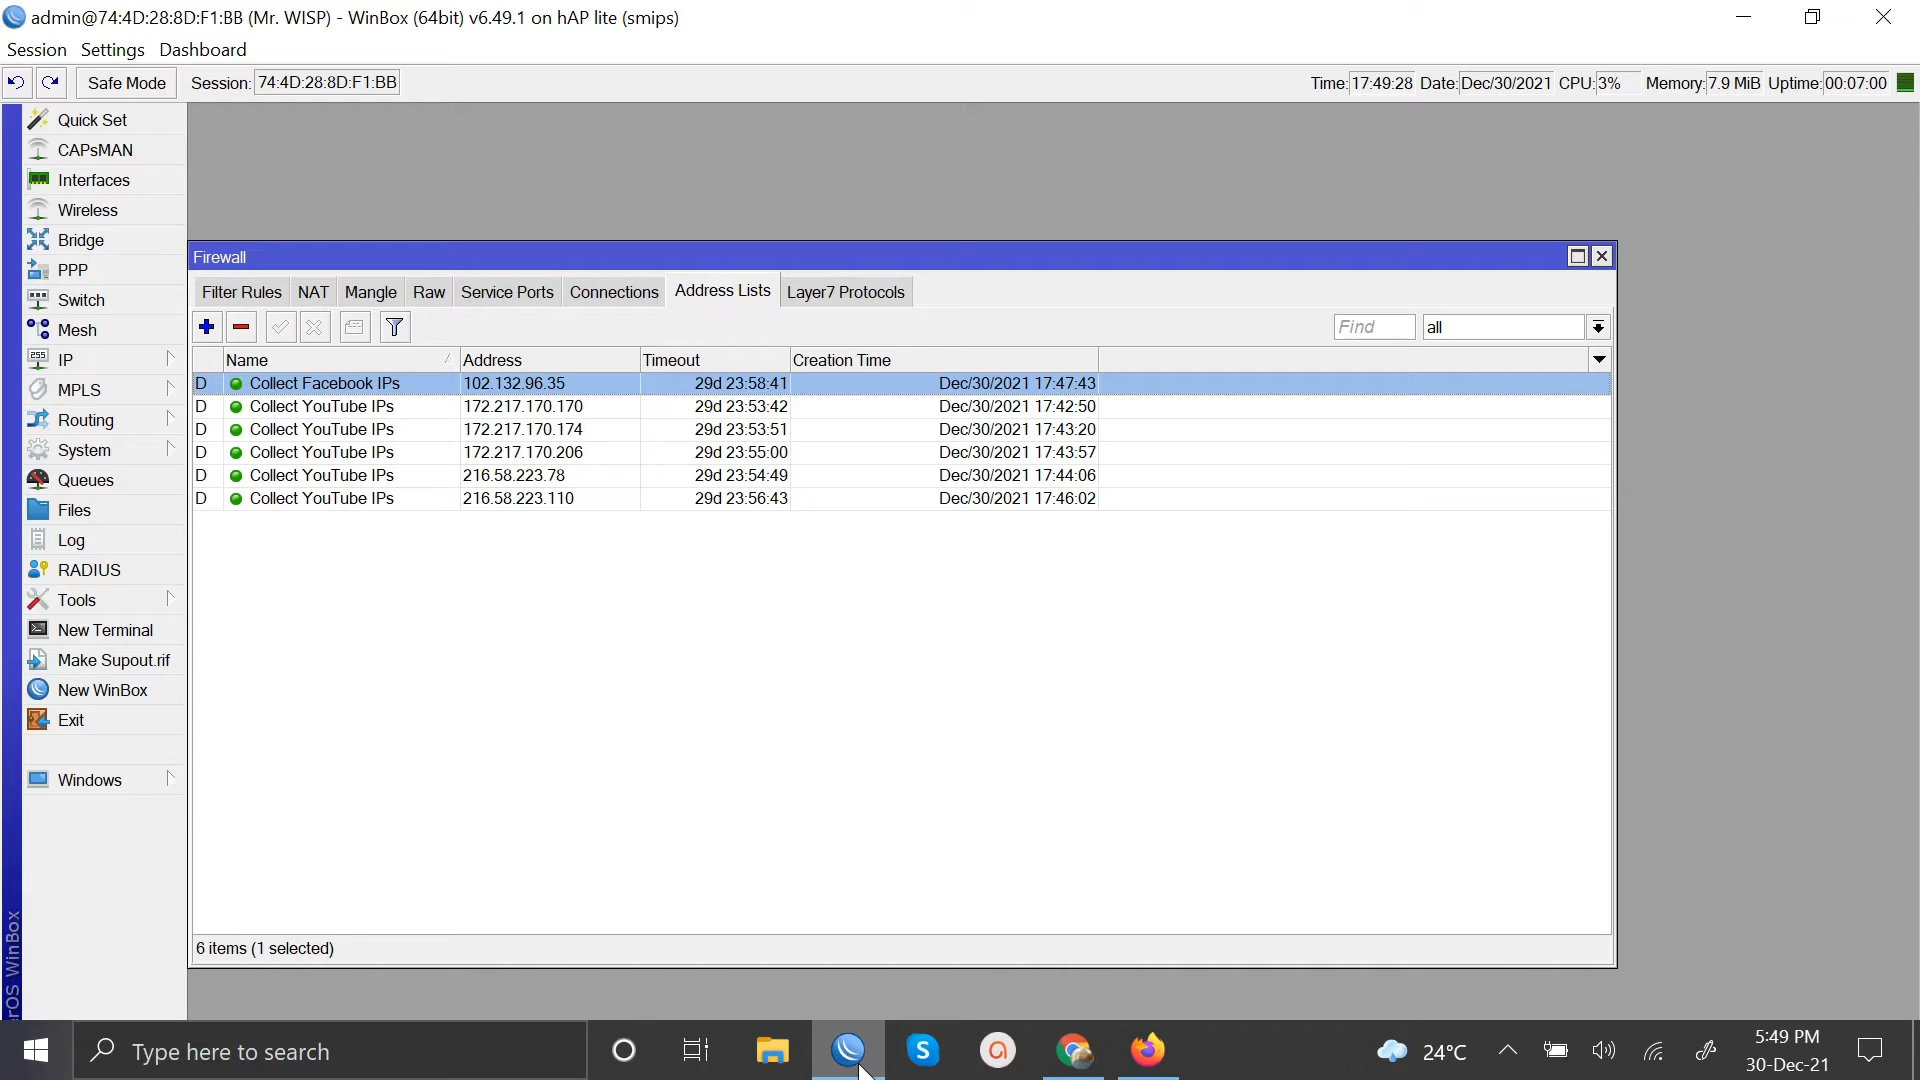 admin@74:4D:28:8D:F1:BB (Mr. WISP) - WinBox (64bit) v6.49.1 on hAP lite (smips)
Session Settings Dashboard
Safe Mode Session: 74:4D:28:8D:F1:BB Time: 17:49:28 Date: Dec/30/2021 CPU: 3% Memory: 7.9 MiB Uptime: 00:07:00
Quick Set
CAPsMAN
Interfaces
Wireless
Bridge
PPP
Switch
Mesh
IP
MPLS
Routing
System
Queues
Files
Log
RADIUS
Tools
New Terminal
Make Supout.rif
New WinBox
Exit
Windows
WinBox
Firewall
Filter Rules NAT Mangle Raw Service Ports Connections Address Lists Layer7 Protocols
Find all
Name Address Timeout Creation Time
D Collect Facebook IPs 102.132.96.35 29d 23:58:41 Dec/30/2021 17:47:43
D Collect YouTube IPs 172.217.170.170 29d 23:53:42 Dec/30/2021 17:42:50
D Collect YouTube IPs 172.217.170.174 29d 23:53:51 Dec/30/2021 17:43:20
D Collect YouTube IPs 172.217.170.206 29d 23:55:00 Dec/30/2021 17:43:57
D Collect YouTube IPs 216.58.223.78 29d 23:54:49 Dec/30/2021 17:44:06
D Collect YouTube IPs 216.58.223.110 29d 23:56:43 Dec/30/2021 17:46:02
6 items (1 selected)
Type here to search
24°C
5:49 PM
30-Dec-21